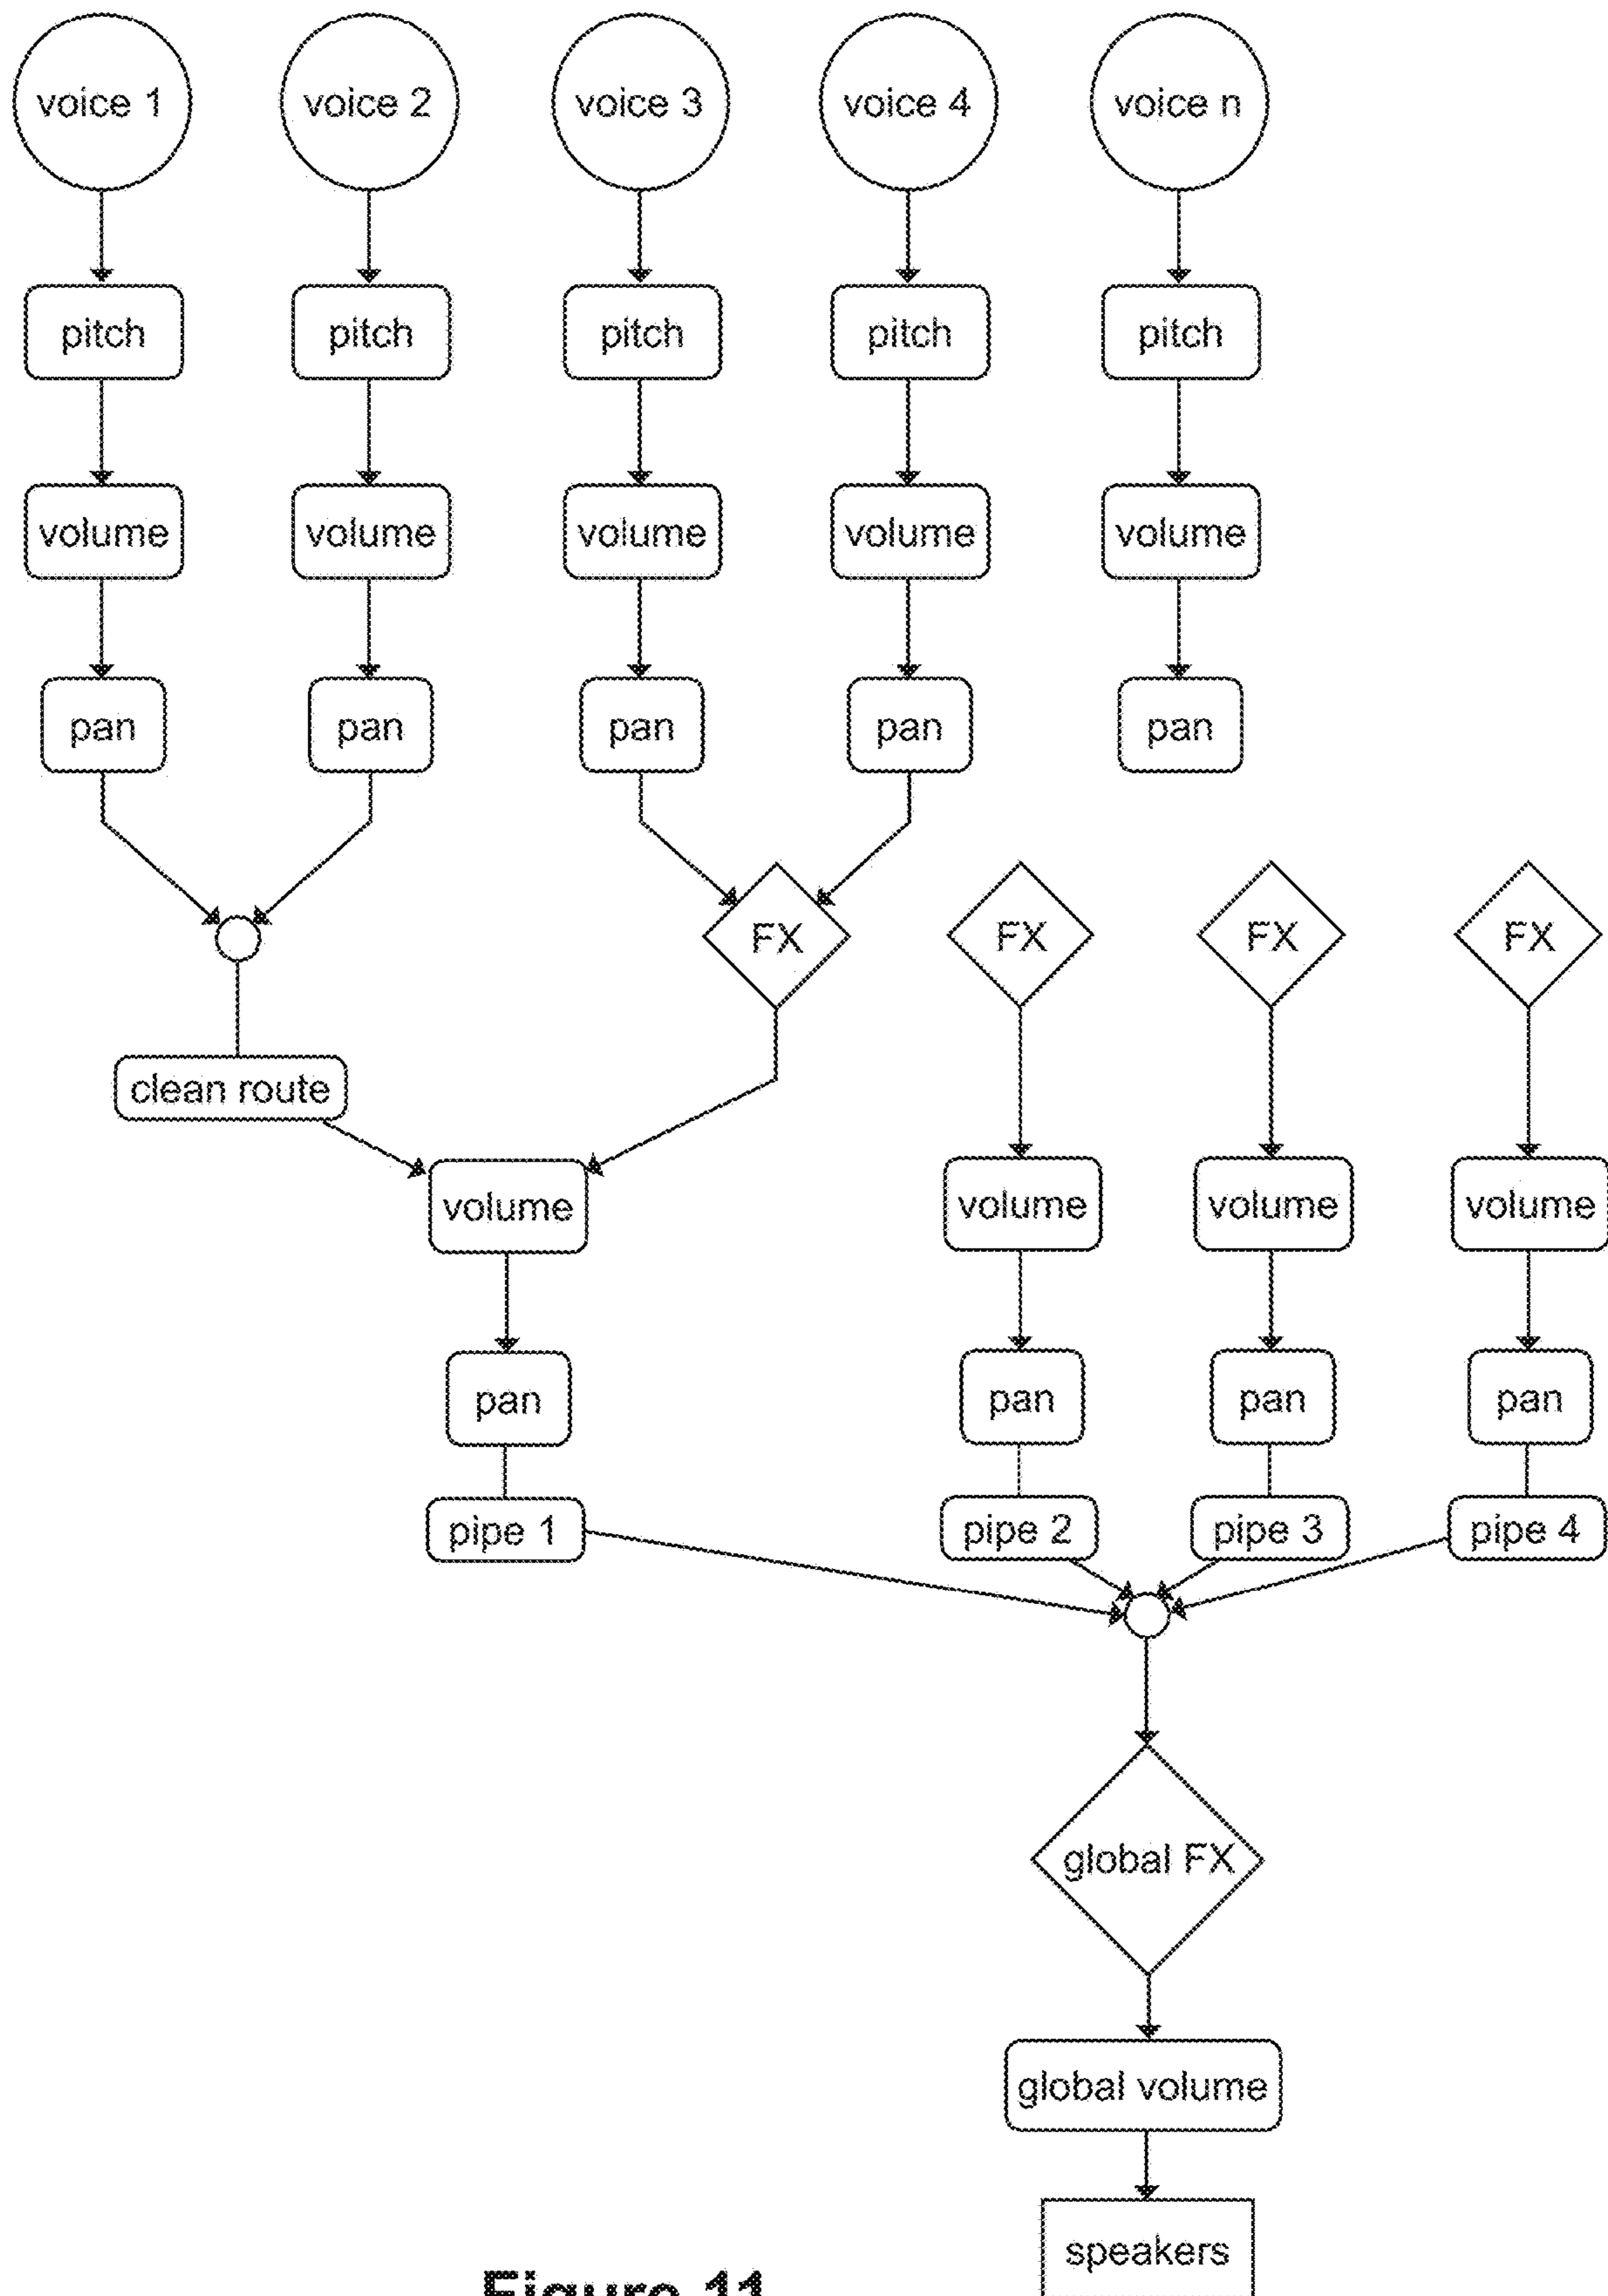 voice 1
voice 2
voice 3
voice 4
voice n
pitch
pitch
pitch
pitch
pitch
volume
volume
volume
volume
volume
pan
pan
pan
pan
pan
FX
FX
FX
FX
clean route
volume
volume
volume
volume
pan
pan
pan
pan
pipe 1
pipe 2
pipe 3
pipe 4
global FX
global volume
speakers
Figure 11